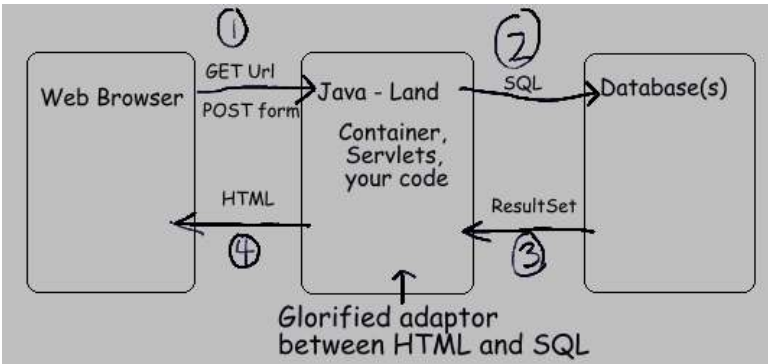 ①
②
GET Url
POST form
SQL
Web Browser
Java - Land
Container,
Servlets,
your code
Database(s)
HTML
④
ResultSet
③
Glorified adaptor
between HTML and SQL